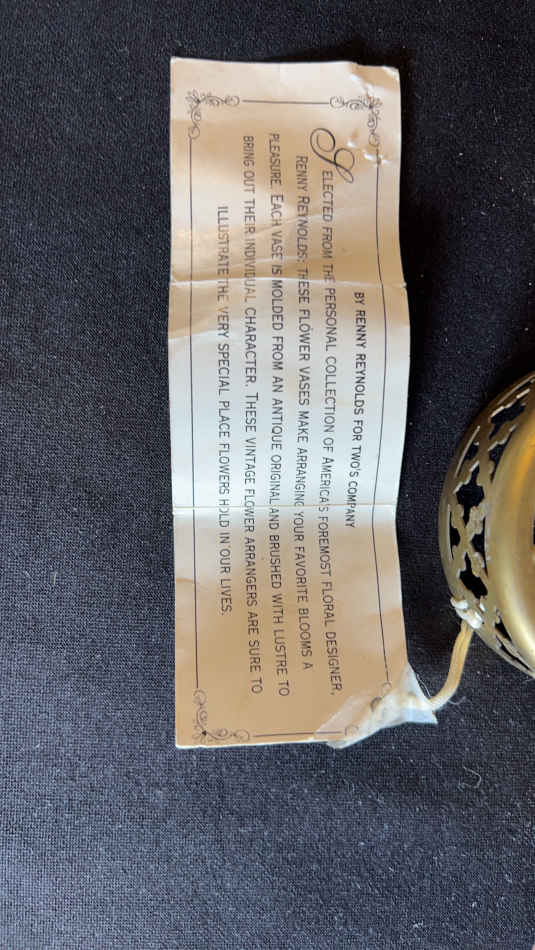 BY RENNY REYNOLDS FOR TWO'S COMPANY
SELECTED FROM THE PERSONAL COLLECTION OF AMERICA'S FOREMOST FLORAL DESIGNER,
RENNY REYNOLDS, THESE FLOWER VASES MAKE ARRANGING YOUR FAVORITE BLOOMS A
PLEASURE. EACH VASE IS MOLDED FROM AN ANTIQUE ORIGINAL AND BRUSHED WITH LUSTRE TO
BRING OUT THEIR INDIVIDUAL CHARACTER. THESE VINTAGE FLOWER ARRANGERS ARE SURE TO
ILLUSTRATE THE VERY SPECIAL PLACE FLOWERS HOLD IN OUR LIVES.